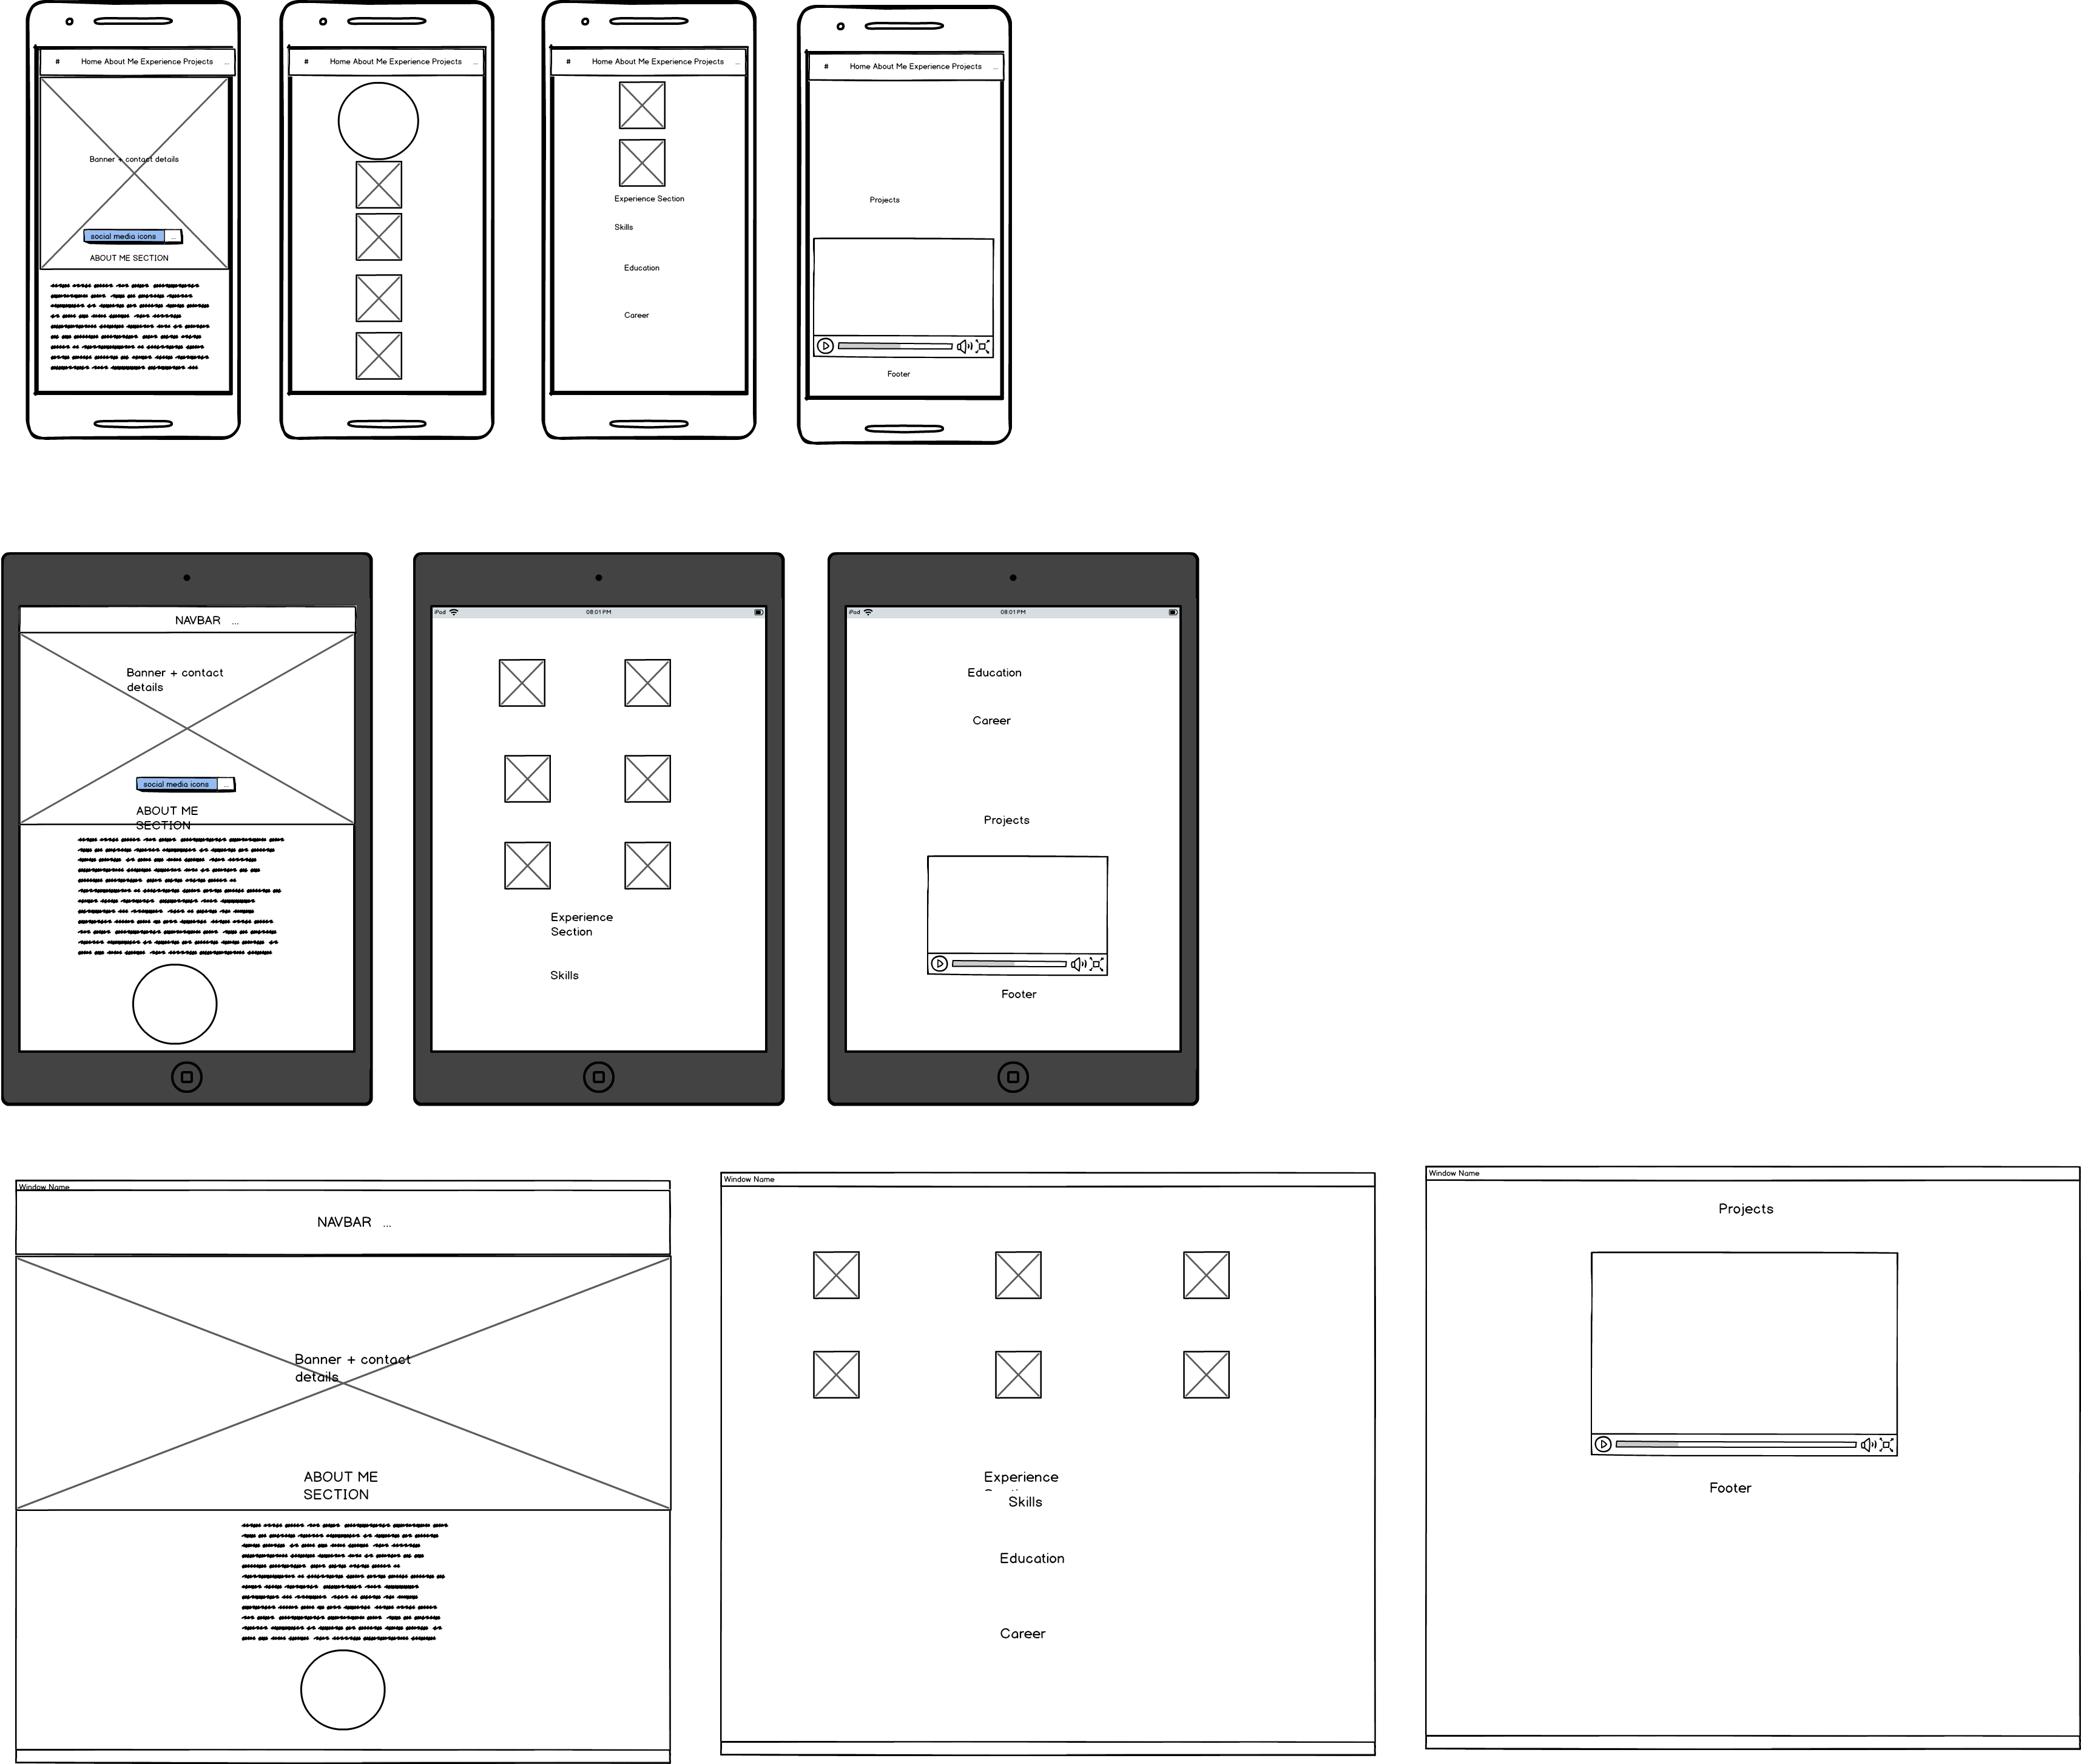 # Home About Me Experience Projects ...
Banner + contact details
social media icons ...
ABOUT ME SECTION
# Home About Me Experience Projects ...
# Home About Me Experience Projects ...
Experience Section
Skills
Education
Career
# Home About Me Experience Projects ...
Projects
Footer
NAVBAR ...
Banner + contact
details
social media icons ...
ABOUT ME
SECTION
iPad 08:01 PM
Experience
Section
Skills
iPad 08:01 PM
Education
Career
Projects
Footer
Window Name
NAVBAR ...
Banner + contact
details
ABOUT ME
SECTION
Window Name
Experience
Skills
Education
Career
Window Name
Projects
Footer